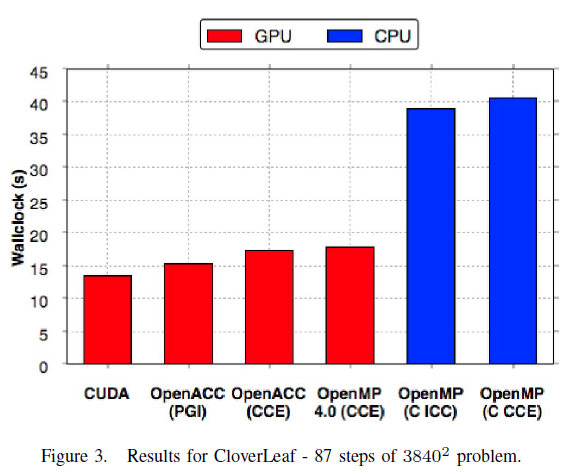 GPU CPU
45
40
35
30
25
20
15
10
5
0
Wallclock (s)
CUDA OpenACC OpenACC OpenMP OpenMP OpenMP
(PGI) (CCE) 4.0 (CCE) (C ICC) (C CCE)
Figure 3. Results for CloverLeaf - 87 steps of 3840² problem.